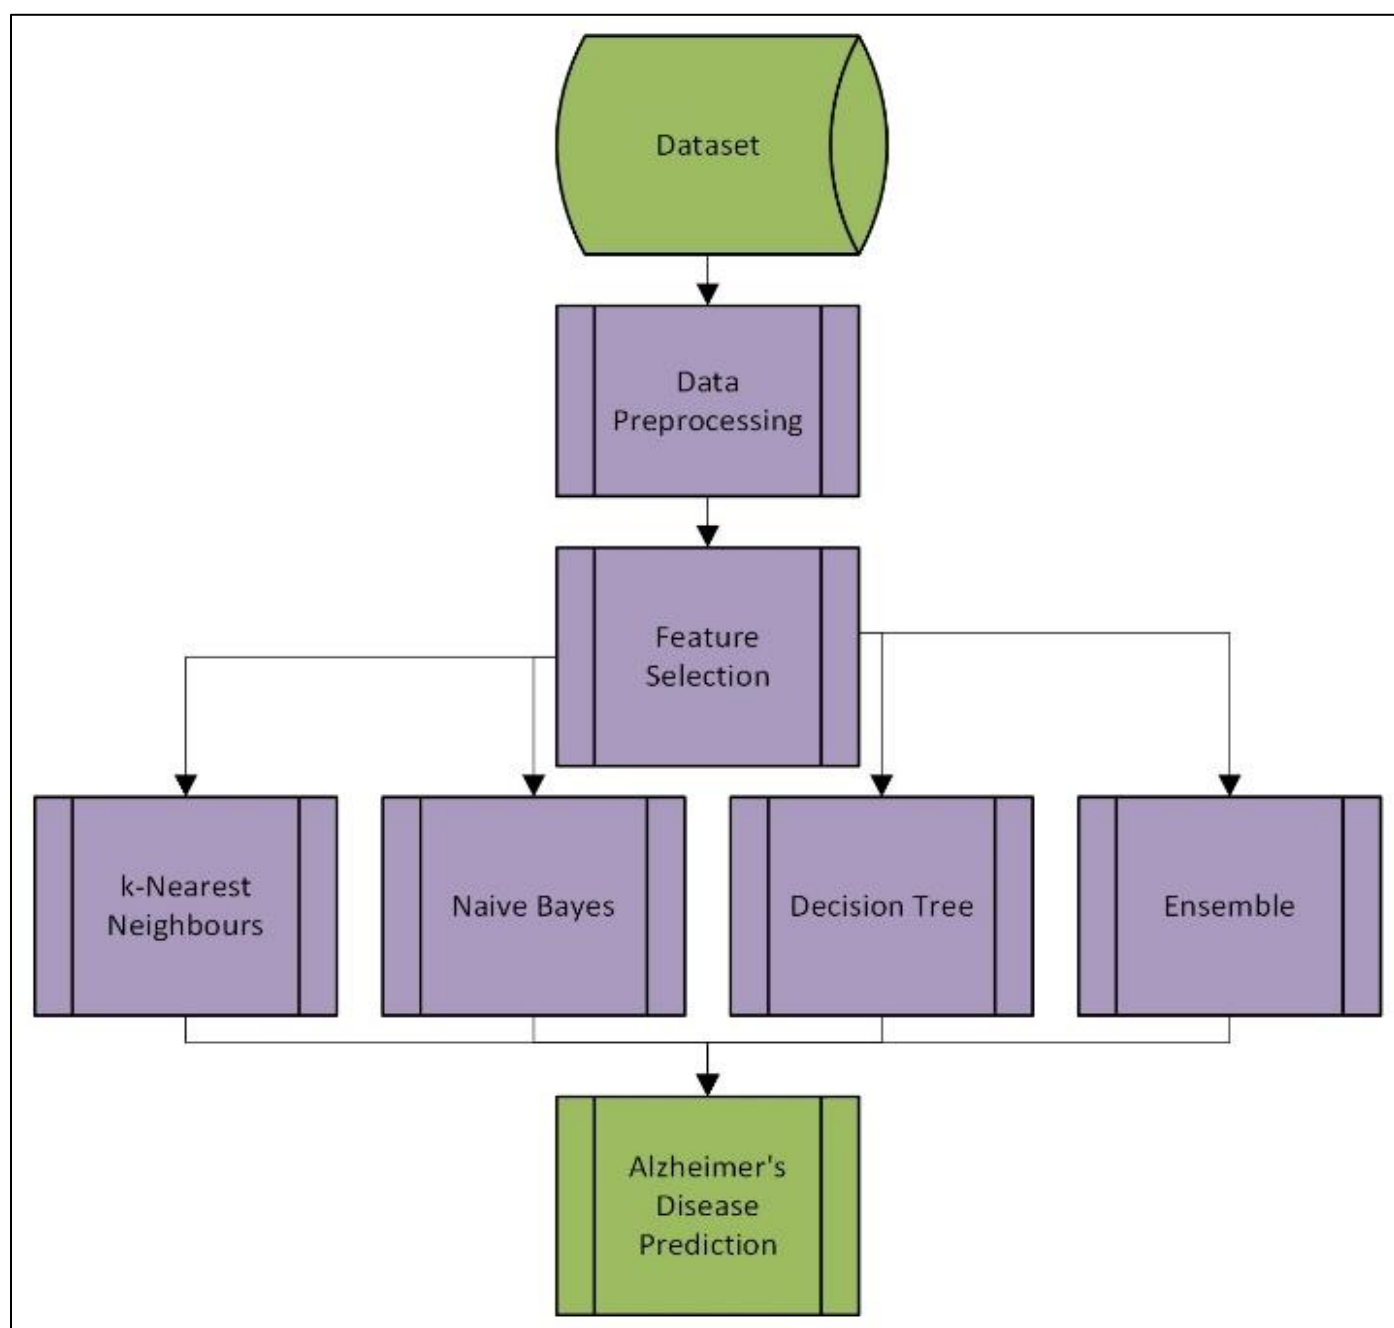 Dataset
Data
Preprocessing
Feature
Selection
k-Nearest
Neighbours
Naive Bayes
Decision Tree
Ensemble
Alzheimer's
Disease
Prediction